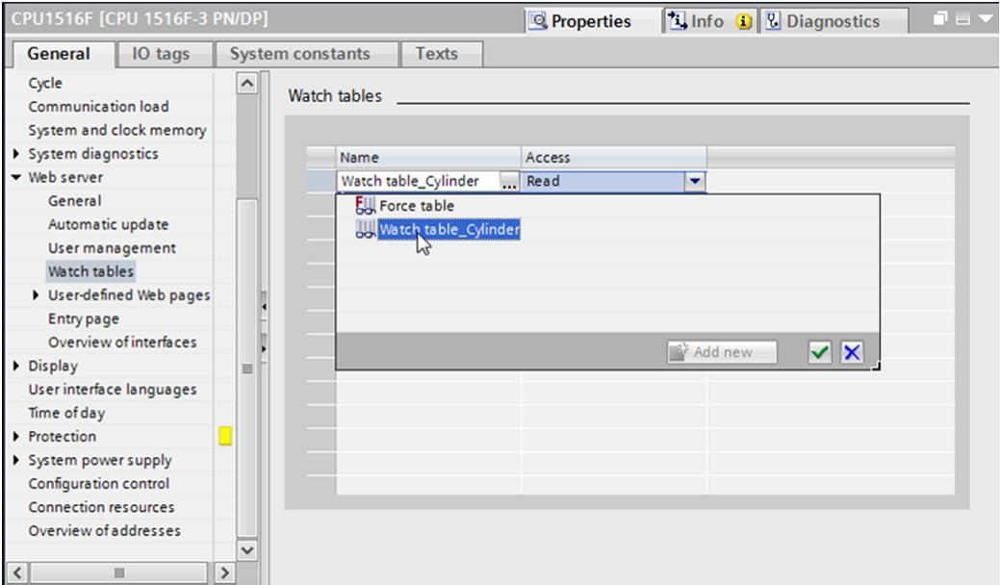 CPU1516F [CPU 1516F-3 PN/DP]
Properties
Info
Diagnostics
General
IO tags
System constants
Texts
Cycle
Communication load
System and clock memory
System diagnostics
Web server
General
Automatic update
User management
Watch tables
User-defined Web pages
Entry page
Overview of interfaces
Display
User interface languages
Time of day
Protection
System power supply
Configuration control
Connection resources
Overview of addresses
Watch tables
Name Access
Watch table_Cylinder ... Read
Force table
Watch table_Cylinder
Add new